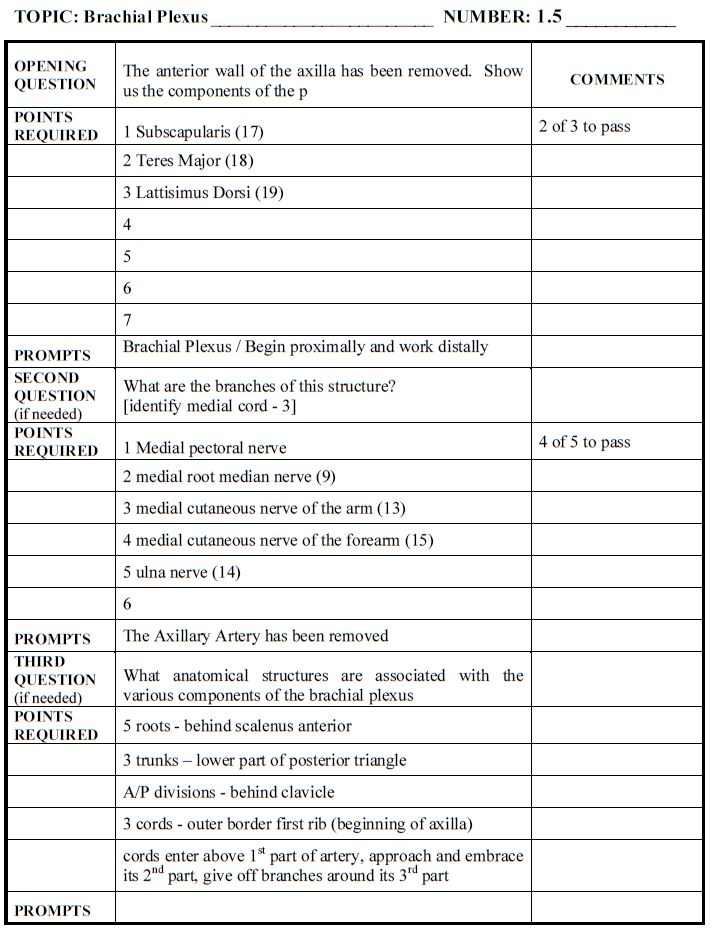 TOPIC: Brachial Plexus NUMBER: 1.5
OPENING
QUESTION
The anterior wall of the axilla has been removed. Show
us the components of the p
COMMENTS
POINTS
REQUIRED
1 Subscapularis (17)
2 of 3 to pass
2 Teres Major (18)
3 Lattisimus Dorsi (19)
4
5
6
7
PROMPTS
Brachial Plexus / Begin proximally and work distally
SECOND
QUESTION
(if needed)
What are the branches of this structure?
[identify medial cord - 3]
POINTS
REQUIRED
1 Medial pectoral nerve
4 of 5 to pass
2 medial root median nerve (9)
3 medial cutaneous nerve of the arm (13)
4 medial cutaneous nerve of the forearm (15)
5 ulna nerve (14)
6
PROMPTS
The Axillary Artery has been removed
THIRD
QUESTION
(if needed)
What anatomical structures are associated with the
various components of the brachial plexus
POINTS
REQUIRED
5 roots - behind scalenus anterior
3 trunks – lower part of posterior triangle
A/P divisions - behind clavicle
3 cords - outer border first rib (beginning of axilla)
cords enter above 1st part of artery, approach and embrace
its 2nd part, give off branches around its 3rd part
PROMPTS